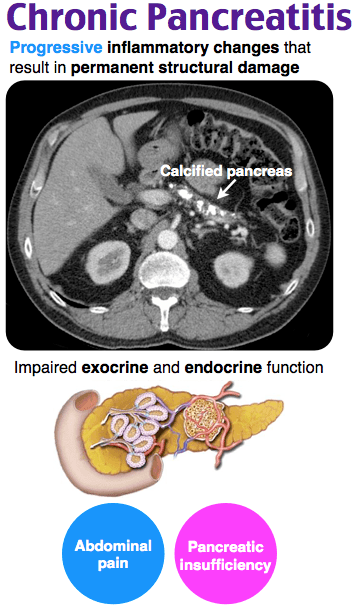 Chronic Pancreatitis
Progressive inflammatory changes that
result in permanent structural damage
Calcified pancreas
Impaired exocrine and endocrine function
Abdominal
pain
Pancreatic
insufficiency